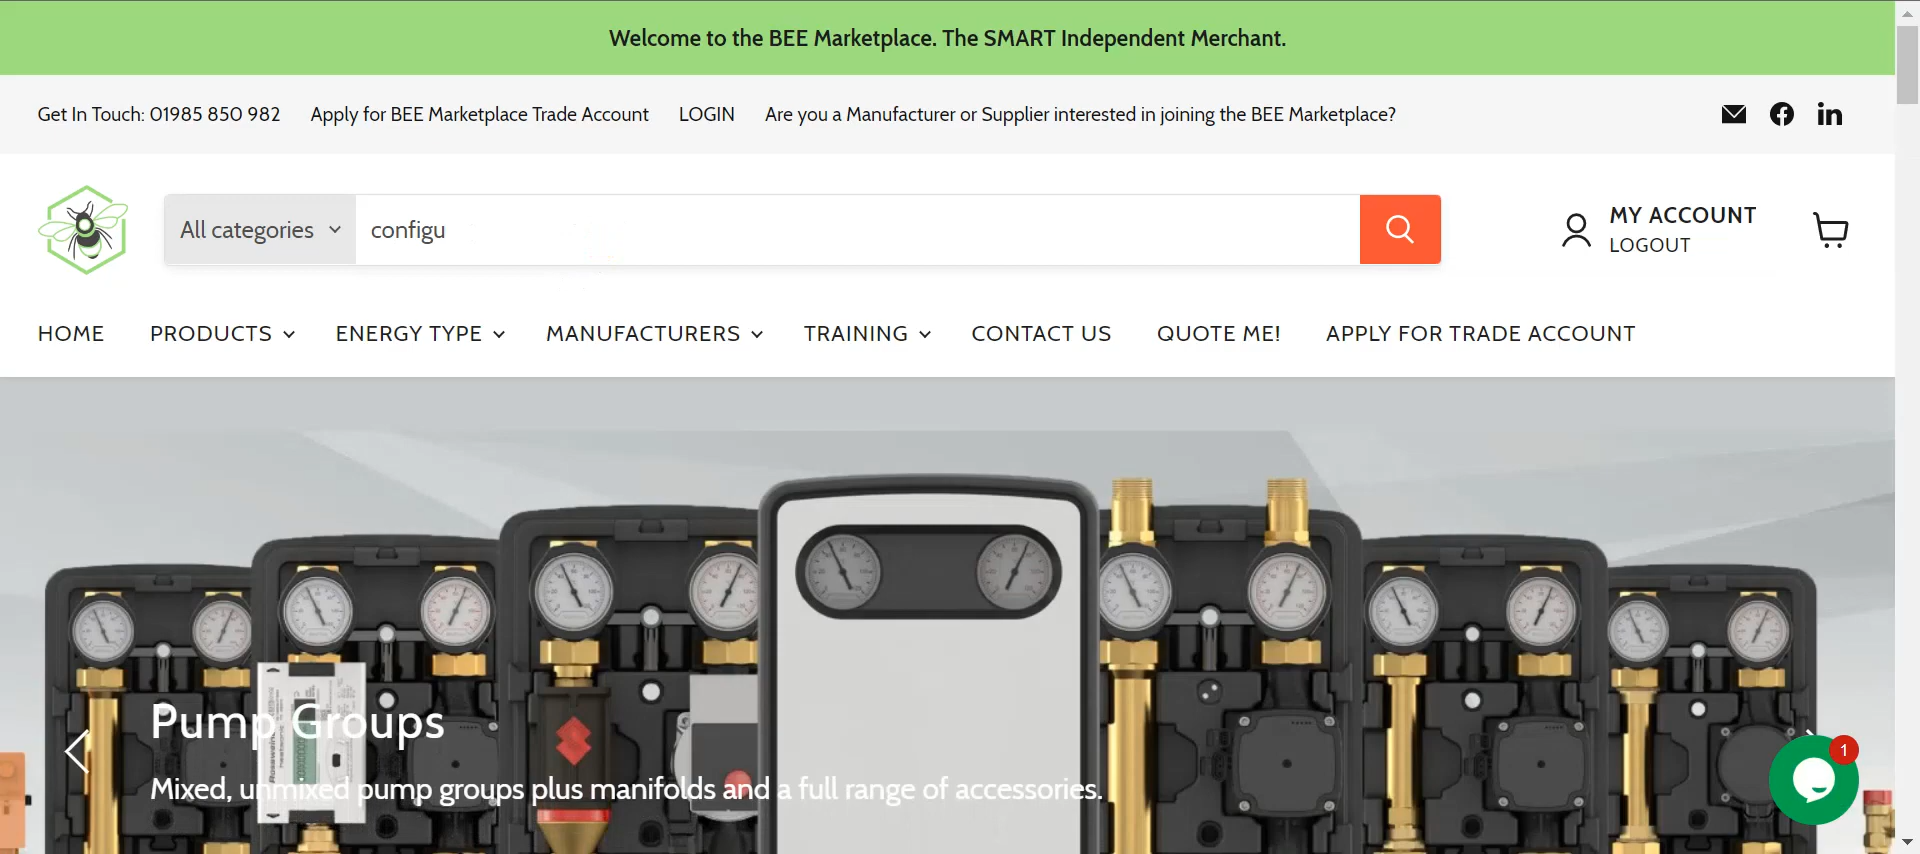 Welcome to the BEE Marketplace. The SMART Independent Merchant.
Get In Touch: 01985 850 982 Apply for BEE Marketplace Trade Account LOGIN Are you a Manufacturer or Supplier interested in joining the BEE Marketplace?
All categories configu
MY ACCOUNT
LOGOUT
HOME PRODUCTS ENERGY TYPE MANUFACTURERS TRAINING CONTACT US QUOTE ME! APPLY FOR TRADE ACCOUNT
Pump Groups
Mixed, unmixed pump groups plus manifolds and a full range of accessories.
1